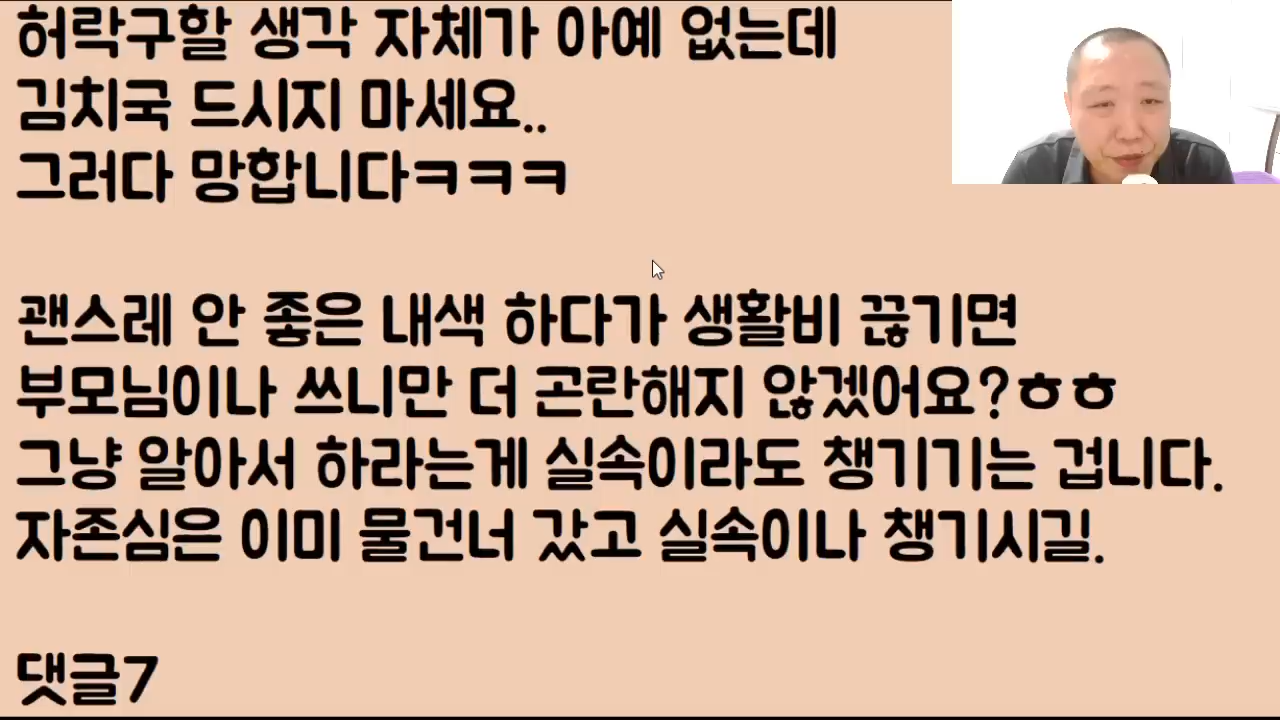 허락구할 생각 자체가 아예 없는데
김치국 드시지 마세요..
그러다 망합니다ㅋㅋㅋ
괜스레 안 좋은 내색 하다가 생활비 끊기면
부모님이나 쓰니만 더 곤란해지 않겠어요?ㅎㅎ
그냥 알아서 하라는게 실속이라도 챙기기는 겁니다.
자존심은 이미 물건너 갔고 실속이나 챙기시길.
댓글7